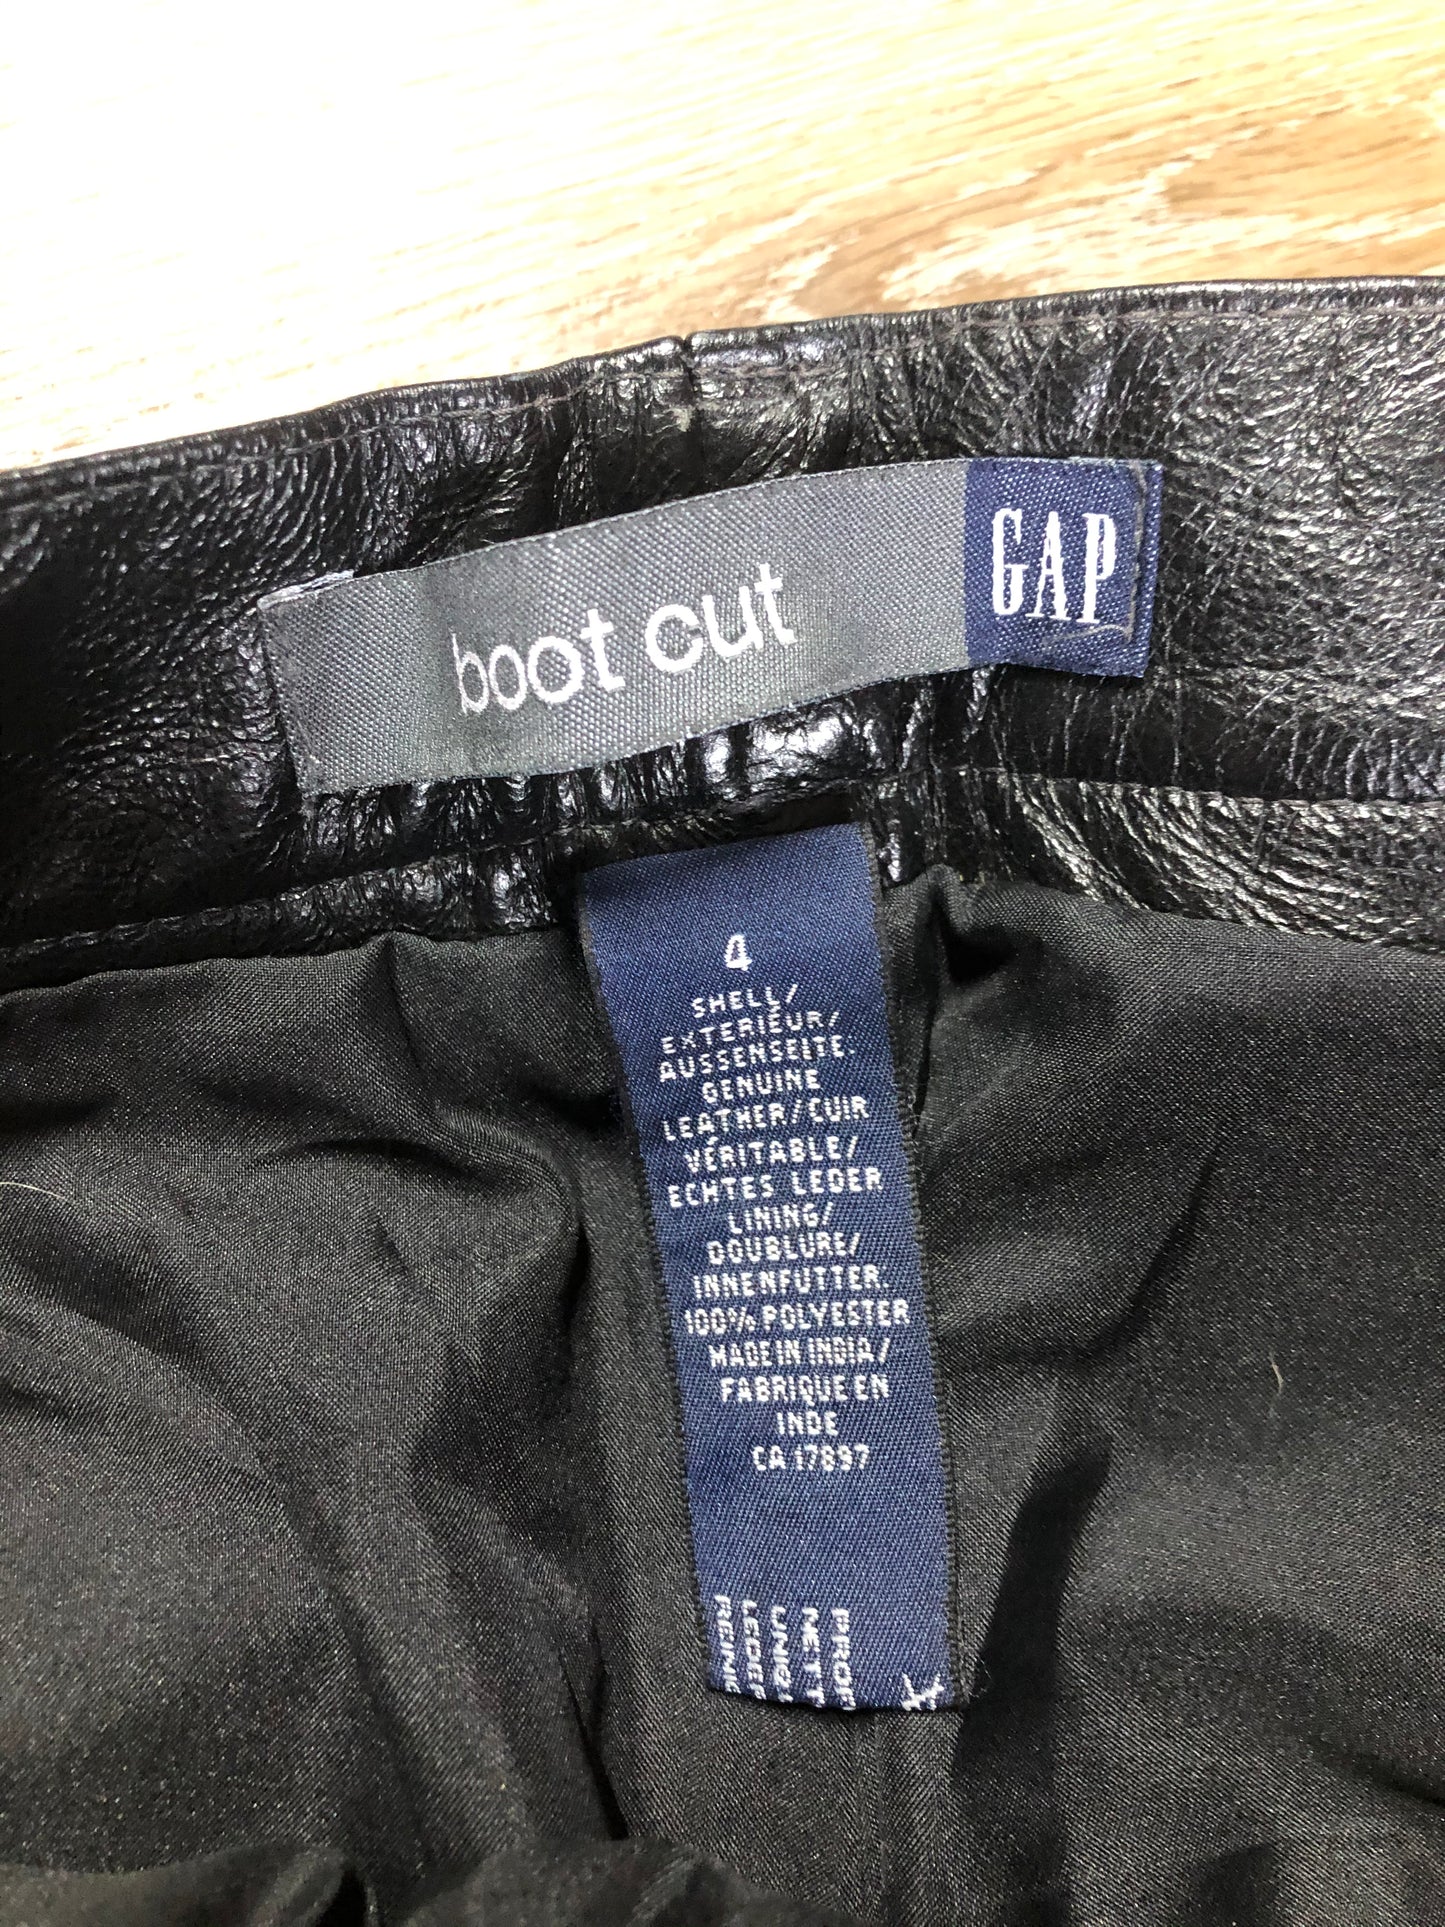 boot cut GAP
4
SHELL/
EXTERIÉUR/
AUSSENSEITE.
GENUINE
LEATHER/CUIR
VÉRITABLE/
ECHTES LEDER
LINING/
DOUBLURE/
INNENFUTTER.
100% POLYESTER
MADE IN INDIA/
FABRIQUE EN
INDE
CA 17897